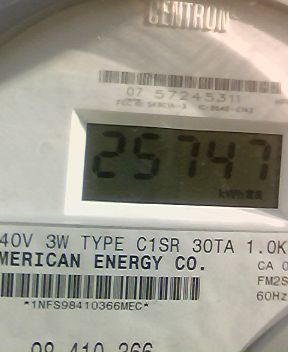 CENTRON
07 57245311
25747
kWh
40V 3W TYPE C1SR 30TA 1.0K
MERICAN ENERGY CO.
CA 0
FM2S
60Hz
*1NFS98410366MEC*
98 410 366